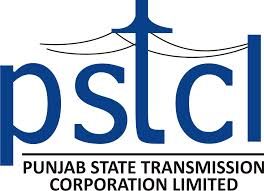 pstcl
PUNJAB STATE TRANSMISSION
CORPORATION LIMITED